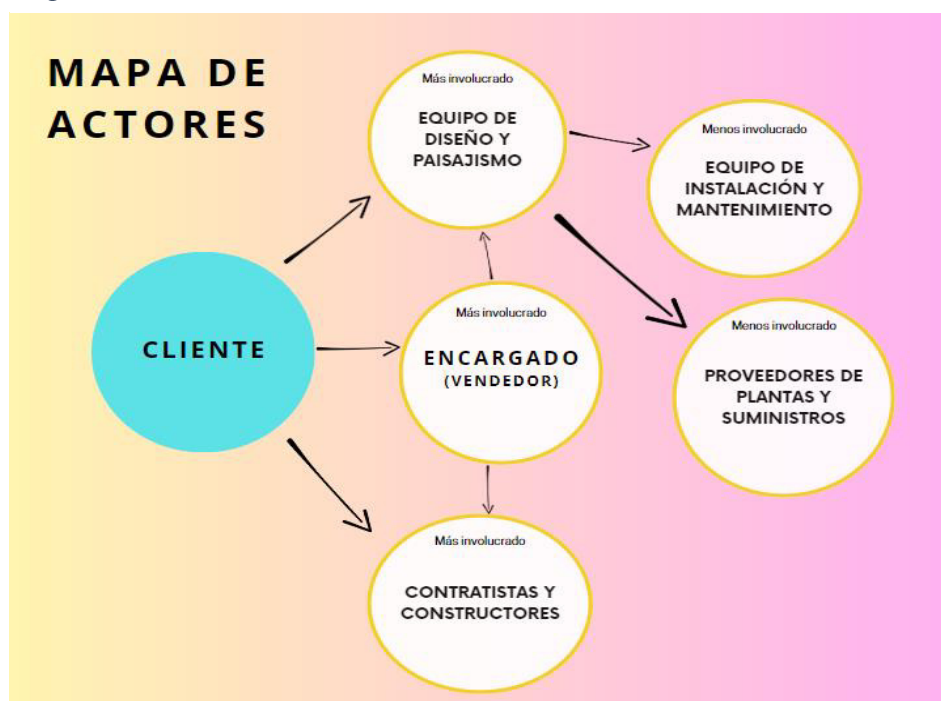 MAPA DE
ACTORES
Más involucrado
EQUIPO DE
DISEÑO Y
PAISAJISMO
Menos involucrado
EQUIPO DE
INSTALACIÓN Y
MANTENIMIENTO
CLIENTE
Más involucrado
ENCARGADO
(VENDEDOR)
Menos involucrado
PROVEEDORES DE
PLANTAS Y
SUMINISTROS
Más involucrado
CONTRATISTAS Y
CONSTRUCTORES